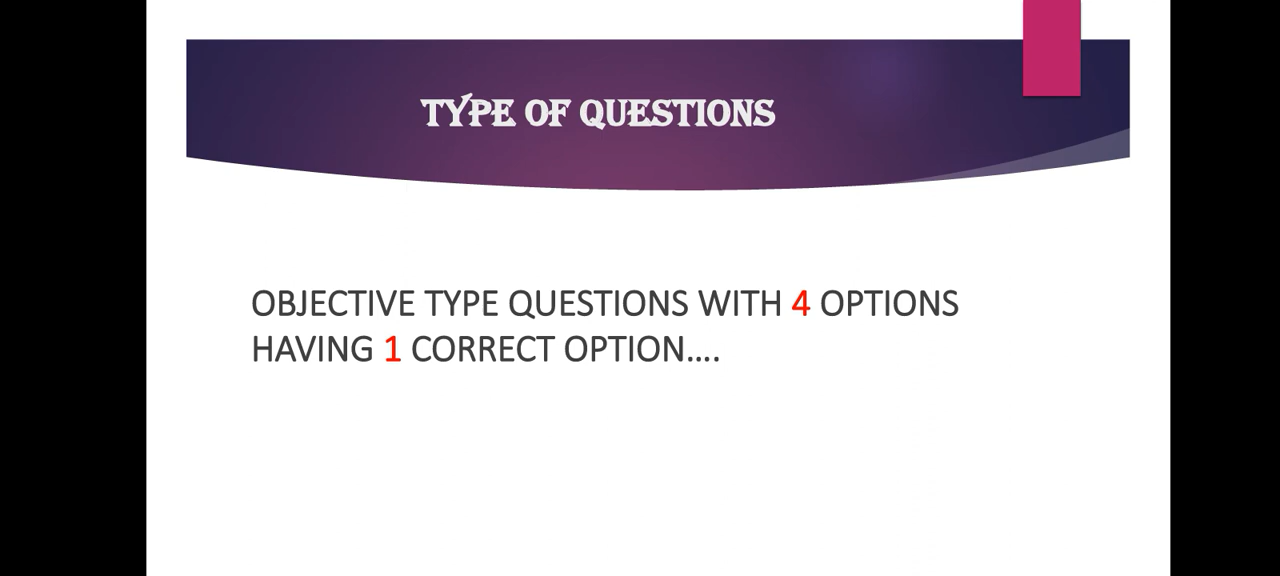 TYPE OF QUESTIONS
OBJECTIVE TYPE QUESTIONS WITH 4 OPTIONS
HAVING 1 CORRECT OPTION....